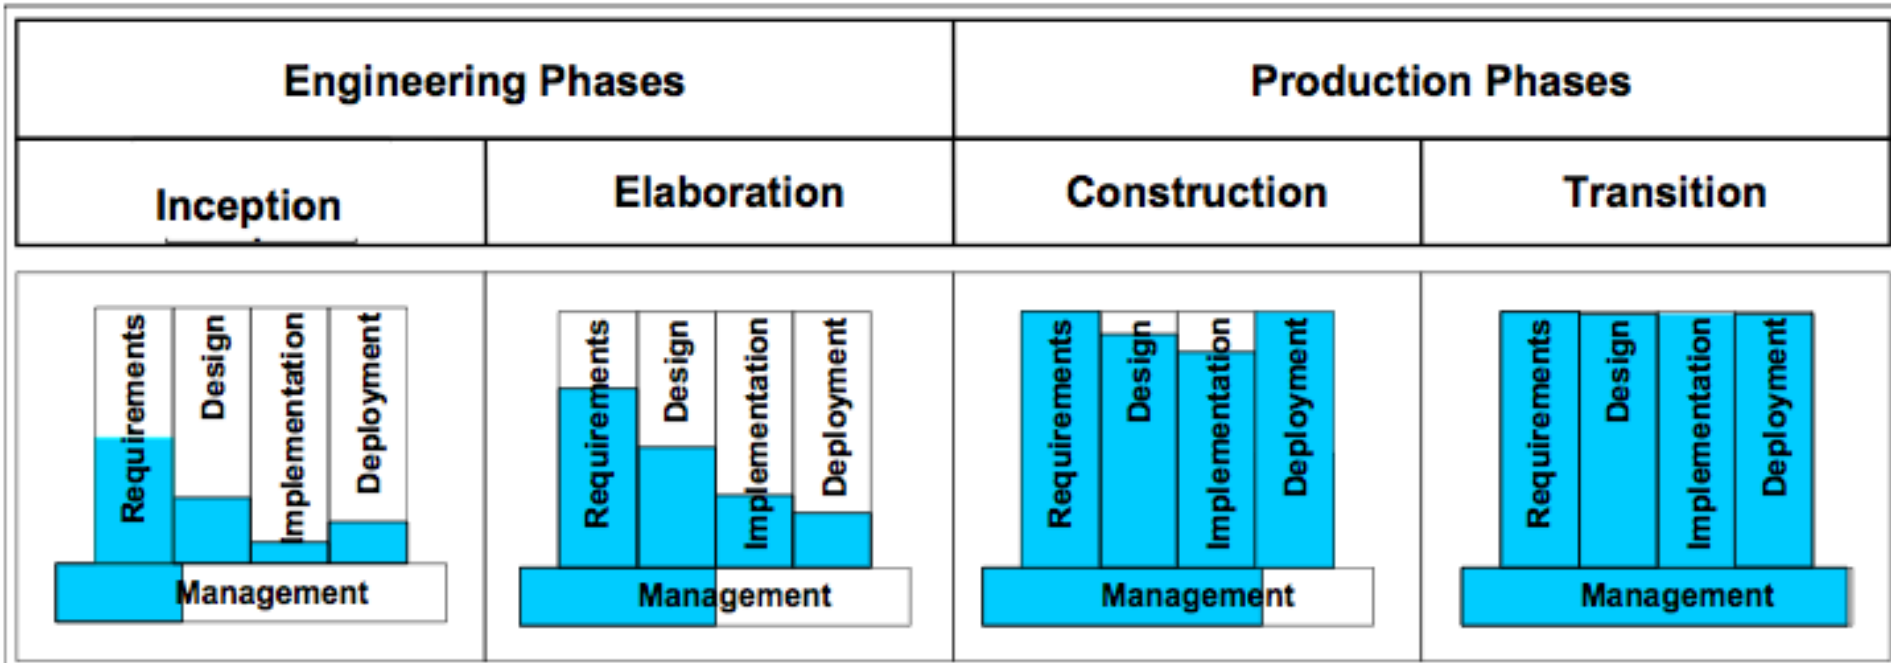 Engineering Phases
Production Phases
Inception
Elaboration
Construction
Transition
Requirements
Design
Implementation
Deployment
Management
Requirements
Design
Implementation
Deployment
Management
Requirements
Design
Implementation
Deployment
Management
Requirements
Design
Implementation
Deployment
Management